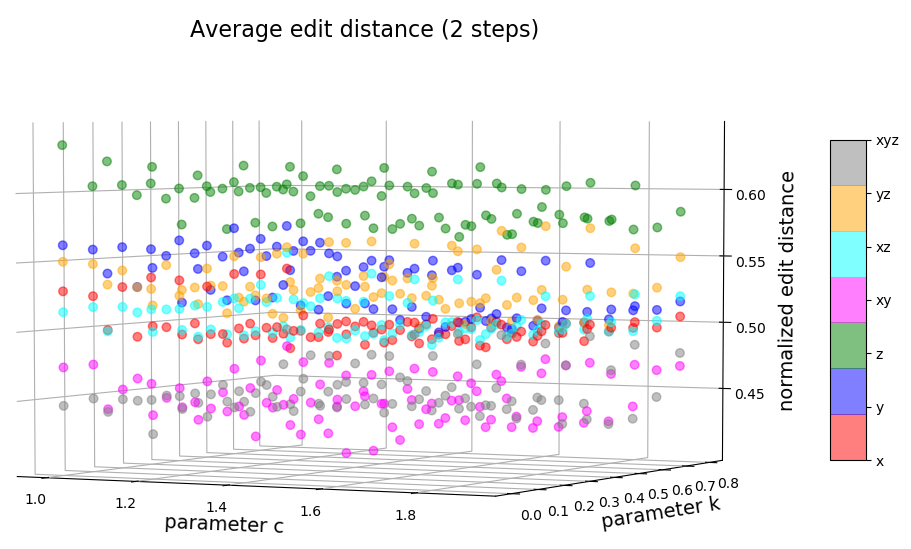 Average edit distance (2 steps)
0.60
0.55
0.50
0.45
normalized edit distance
1.0
1.2
1.4
1.6
1.8
parameter c
0.0 0.1 0.2 0.3 0.4 0.5 0.6 0.7 0.8
parameter k
xyz
yz
xz
xy
z
y
x